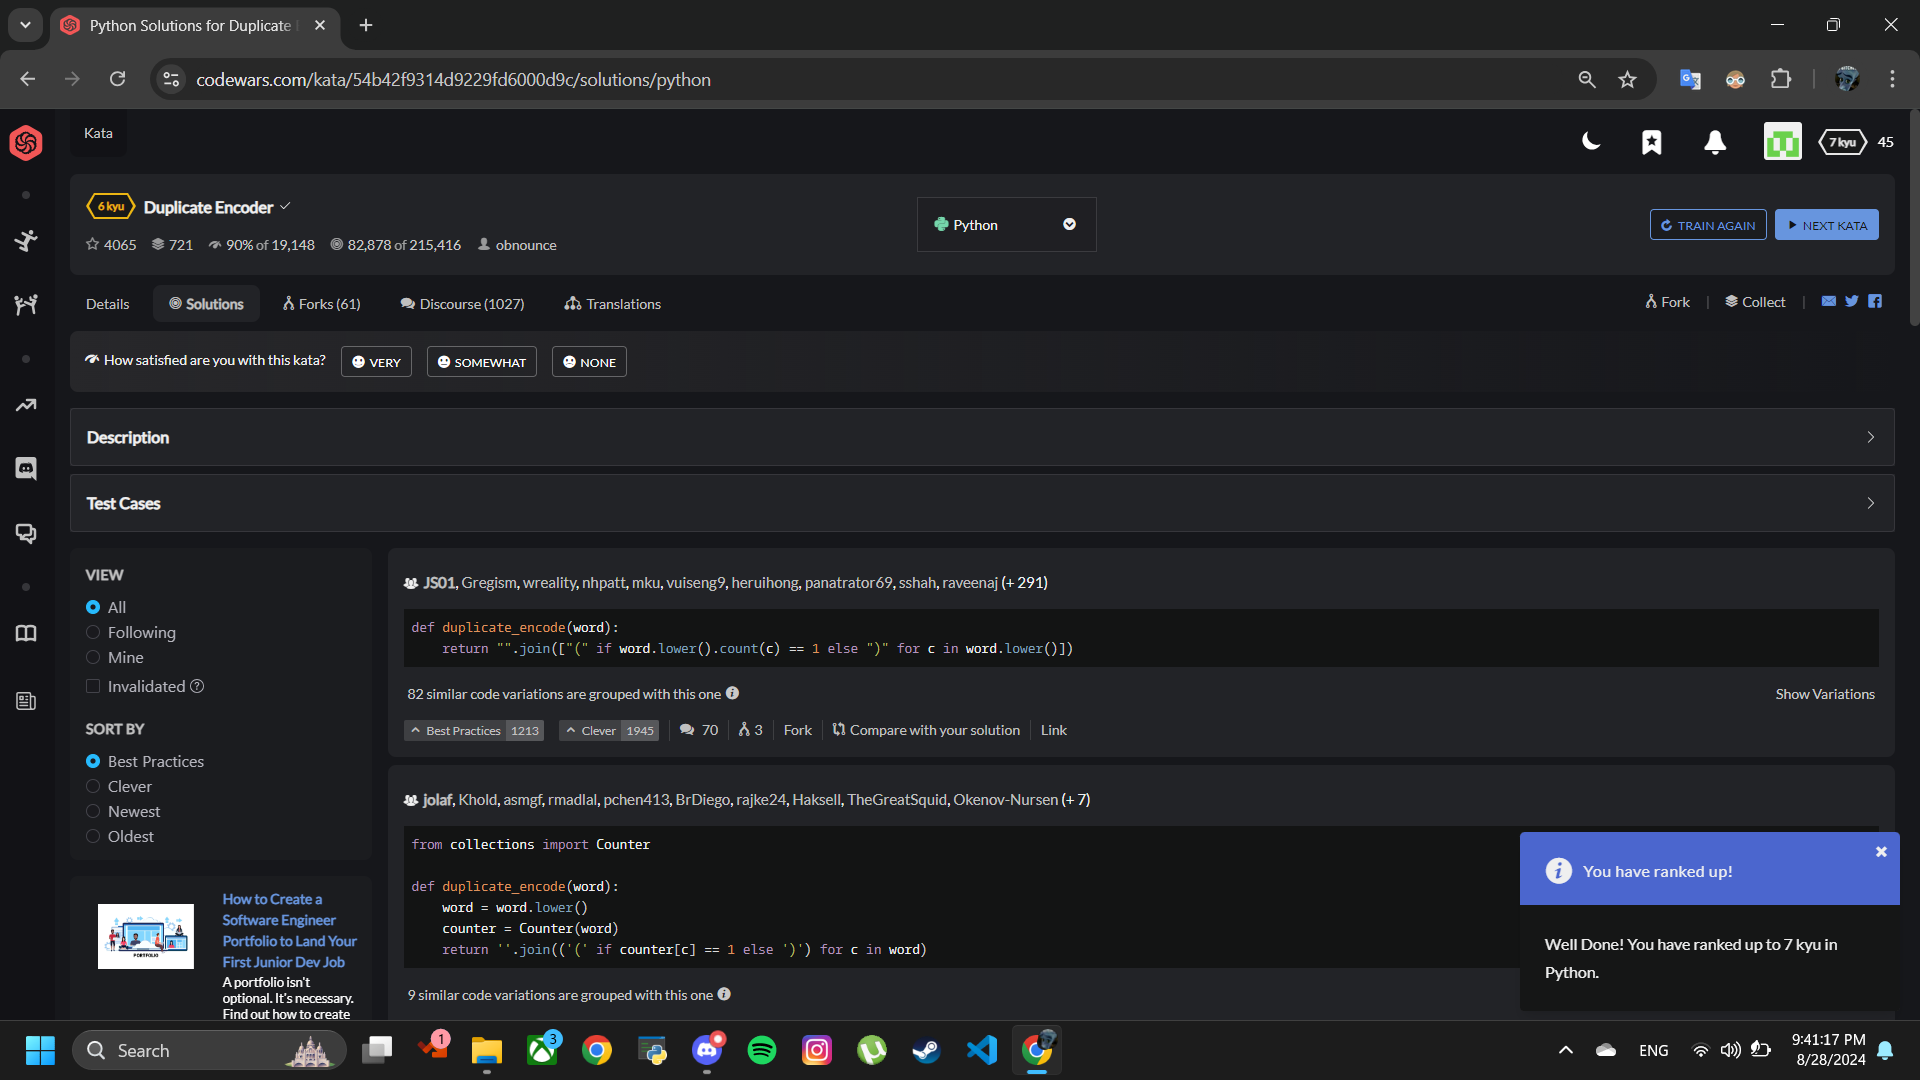 Python Solutions for Duplicate
codewars.com/kata/54b42f9314d9229fd6000d9c/solutions/python
Kata
7 kyu
45
6 kyu
Duplicate Encoder
4065
721
90% of 19,148
82,878 of 215,416
obnounce
Python
TRAIN AGAIN
NEXT KATA
Details
Solutions
Forks (61)
Discourse (1027)
Translations
Fork
Collect
How satisfied are you with this kata?
VERY
SOMEWHAT
NONE
Description
Test Cases
VIEW
All
Following
Mine
Invalidated
SORT BY
Best Practices
Clever
Newest
Oldest
How to Create a
Software Engineer
Portfolio to Land Your
First Junior Dev Job
A portfolio isn't
optional. It's necessary.
Find out how to create
PORTFOLIO
JS01, Gregism, wreality, nhpatt, mku, vuiseng9, heruihong, panatrator69, sshah, raveenaj (+ 291)
def duplicate_encode(word):
    return "".join(["(" if word.lower().count(c) == 1 else ")" for c in word.lower()])
82 similar code variations are grouped with this one
Show Variations
Best Practices 1213
Clever 1945
70
3
Fork
Compare with your solution
Link
jolaf, Khold, asmgf, rmadlal, pchen413, BrDiego, rajke24, Haksell, TheGreatSquid, Okenov-Nursen (+ 7)
from collections import Counter
def duplicate_encode(word):
    word = word.lower()
    counter = Counter(word)
    return ''.join(('(' if counter[c] == 1 else ')') for c in word)
9 similar code variations are grouped with this one
You have ranked up!
Well Done! You have ranked up to 7 kyu in
Python.
Search
1
3
ENG
9:41:17 PM
8/28/2024